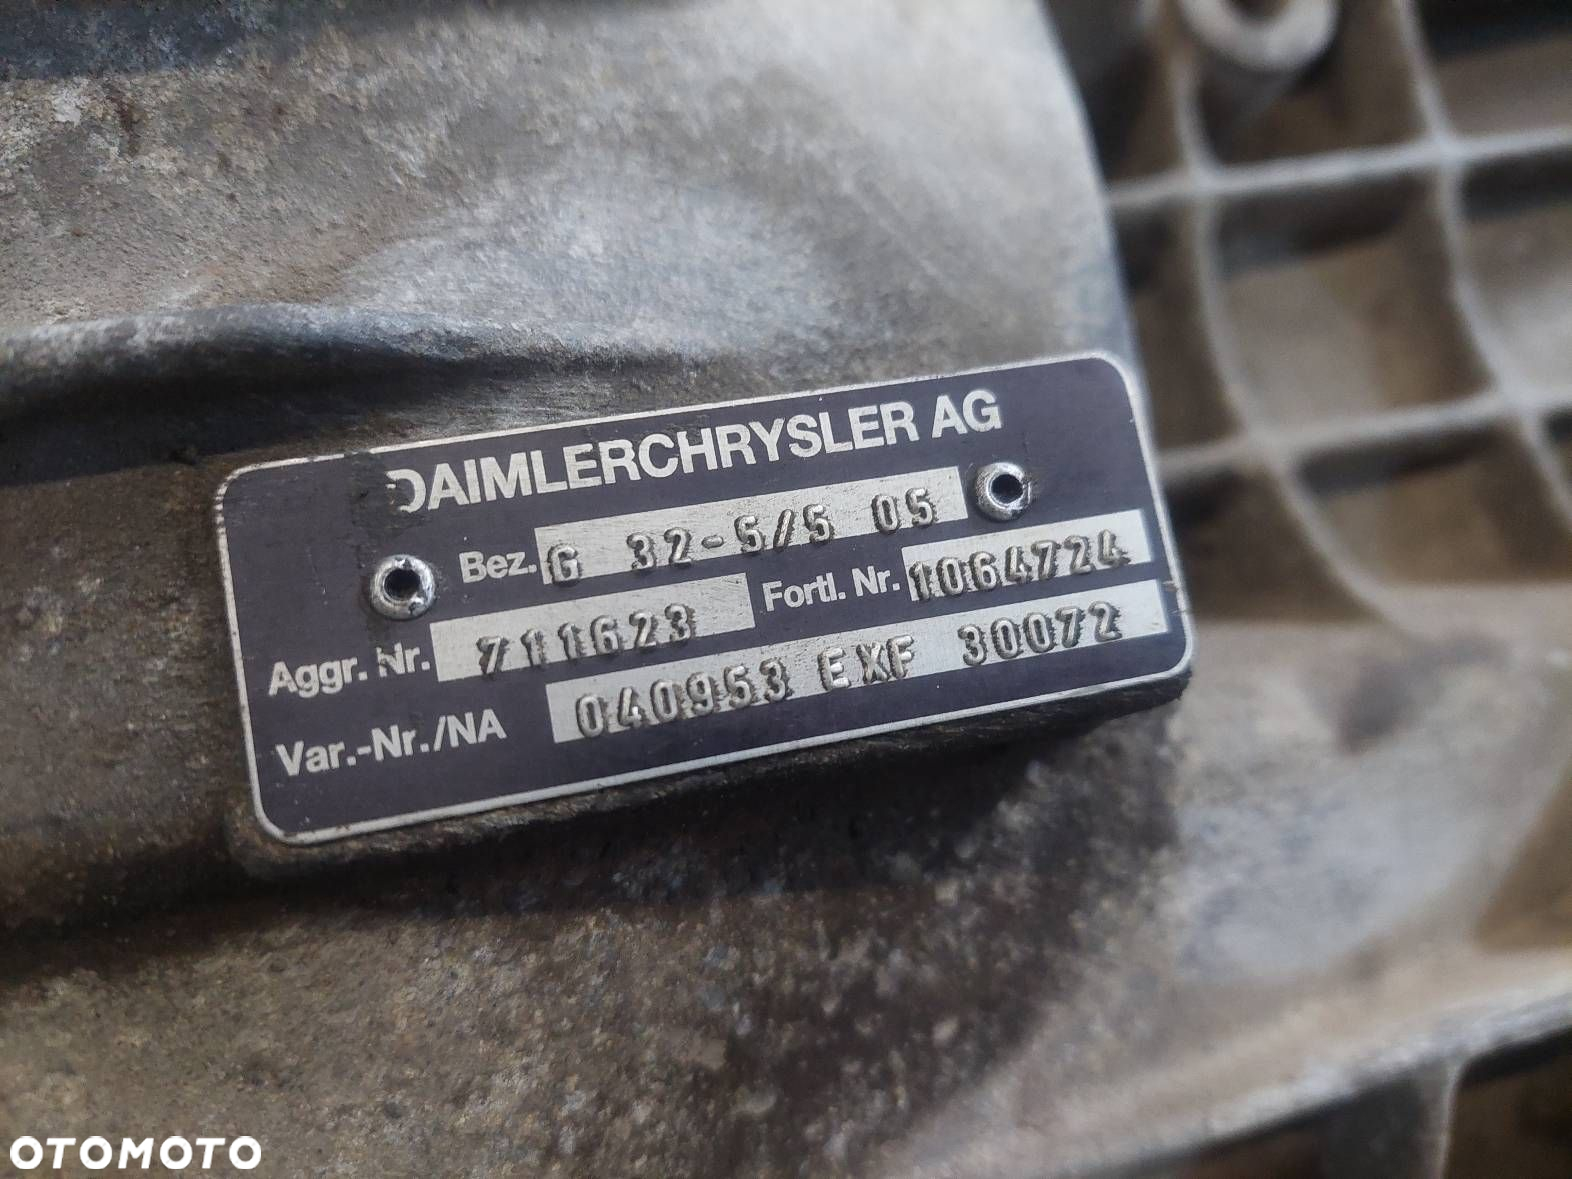 DAIMLERCHRYSLER AG
Bez. G 32-5/5 05
Aggr. Nr. 711623 Fortl. Nr. 1064724
Var.-Nr./NA 040953 EXF 30072
OTOMOTO